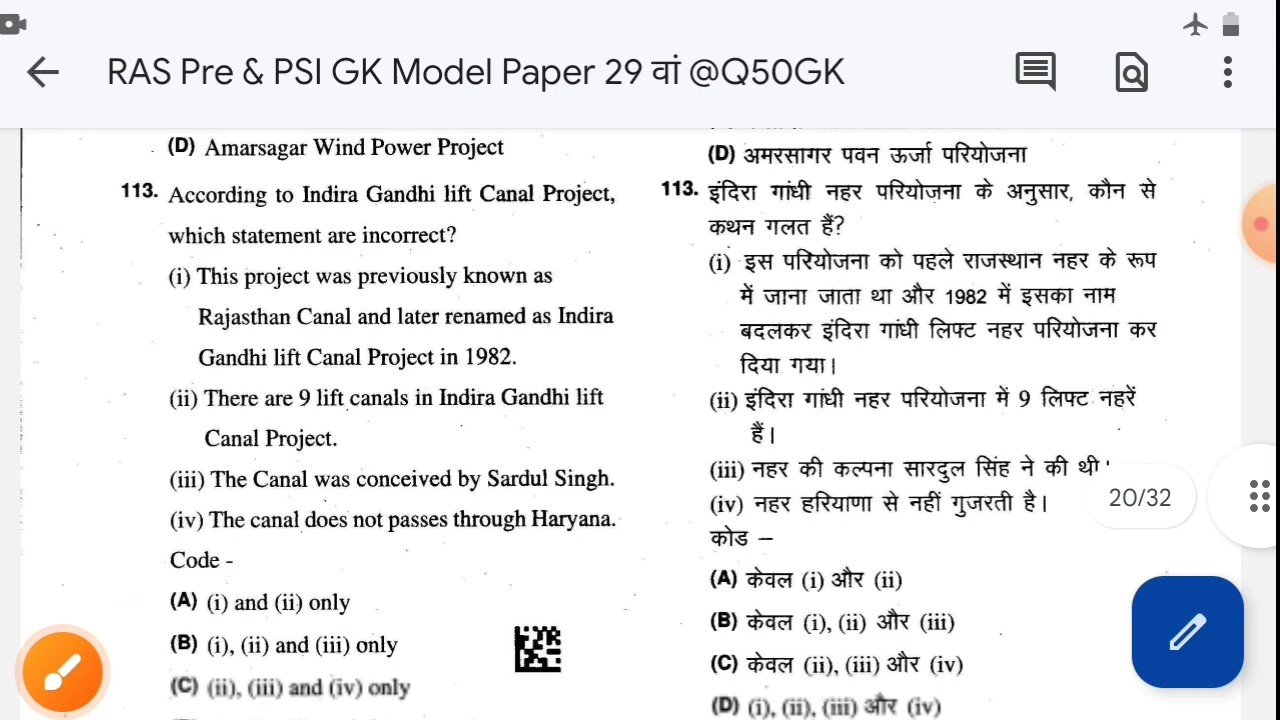 RAS Pre & PSI GK Model Paper 29 वां @Q50GK
(D) Amarsagar Wind Power Project
113. According to Indira Gandhi lift Canal Project,
which statement are incorrect?
(i) This project was previously known as
Rajasthan Canal and later renamed as Indira
Gandhi lift Canal Project in 1982.
(ii) There are 9 lift canals in Indira Gandhi lift
Canal Project.
(iii) The Canal was conceived by Sardul Singh.
(iv) The canal does not passes through Haryana.
Code -
(A) (i) and (ii) only
(B) (i), (ii) and (iii) only
(C) (ii), (iii) and (iv) only
(D) अमरसागर पवन ऊर्जा परियोजना
113. इंदिरा गांधी नहर परियोजना के अनुसार, कौन से
कथन गलत हैं?
(i) इस परियोजना को पहले राजस्थान नहर के रूप
में जाना जाता था और 1982 में इसका नाम
बदलकर इंदिरा गांधी लिफ्ट नहर परियोजना कर
दिया गया।
(ii) इंदिरा गांधी नहर परियोजना में 9 लिफ्ट नहरें
हैं।
(iii) नहर की कल्पना सारदुल सिंह ने की थी।
(iv) नहर हरियाणा से नहीं गुजरती है।
कोड –
(A) केवल (i) और (ii)
(B) केवल (i), (ii) और (iii)
(C) केवल (ii), (iii) और (iv)
(D) (i), (ii), (iii) और (iv)
20/32